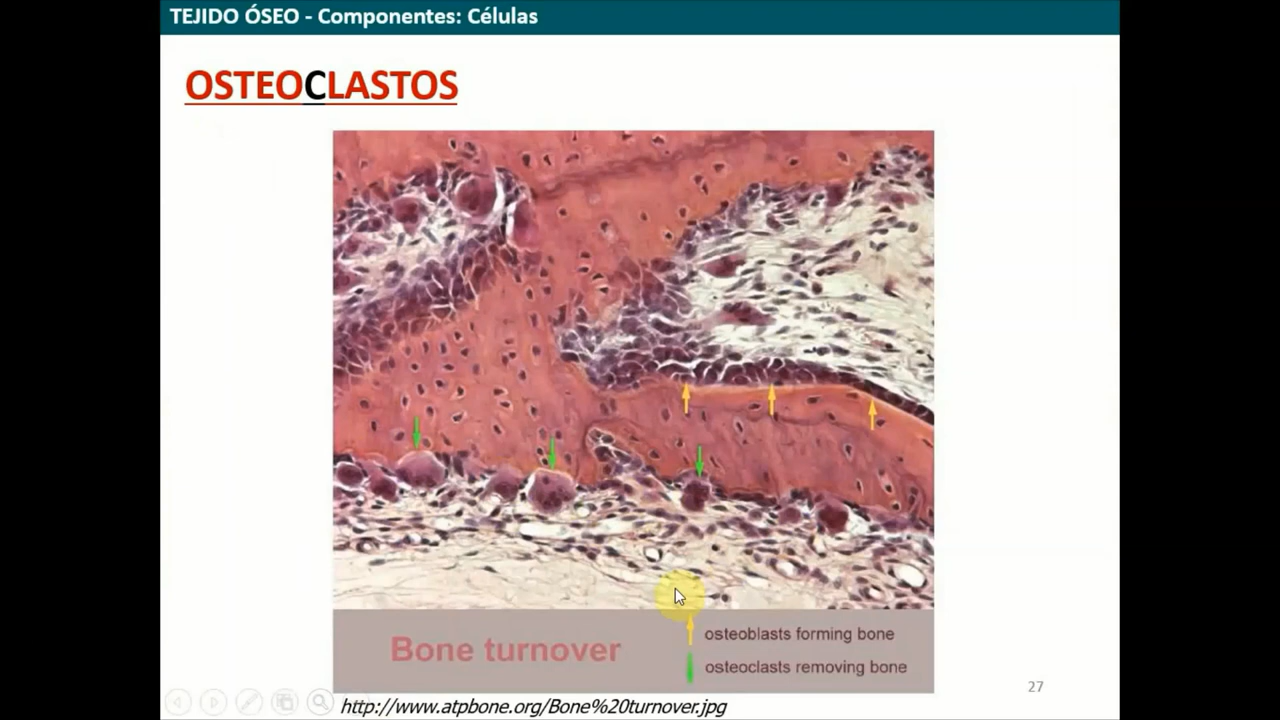 TEJIDO ÓSEO - Componentes: Células
OSTEOCLASTOS
Bone turnover
osteoblasts forming bone
osteoclasts removing bone
27
http://www.atpbone.org/Bone%20turnover.jpg